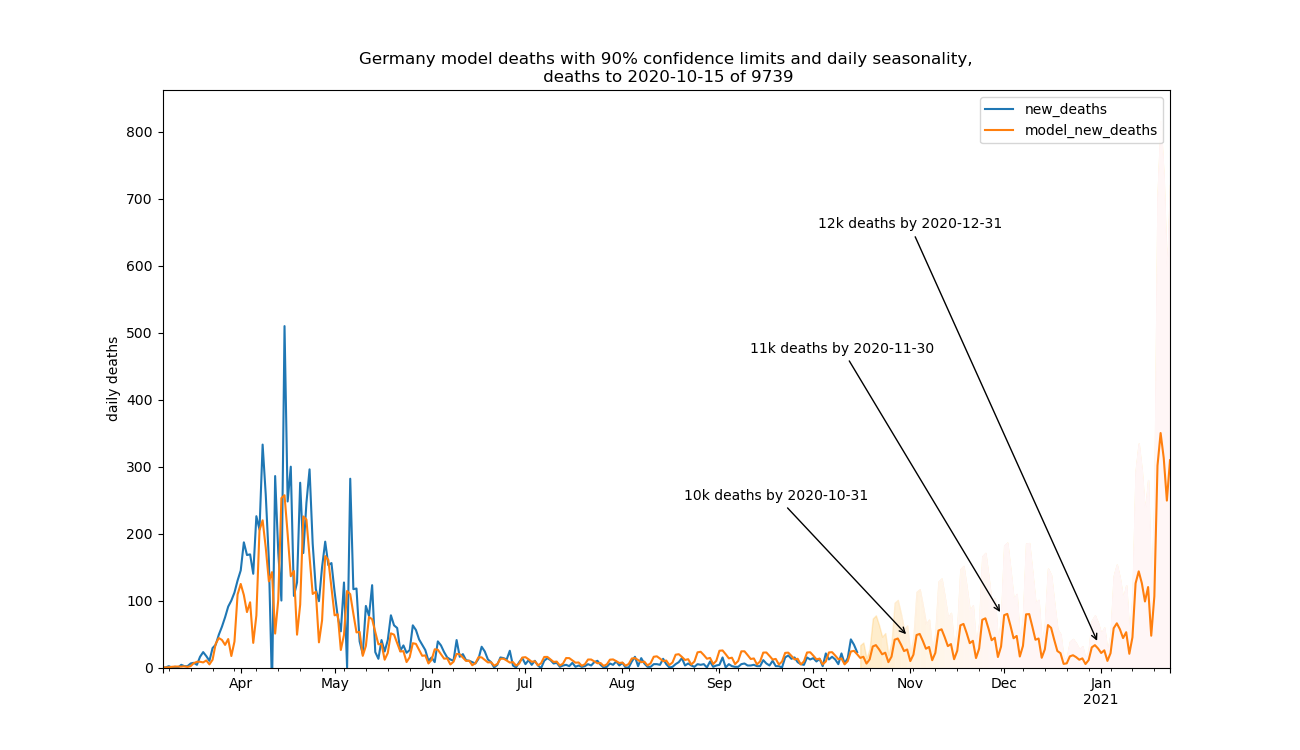 Germany model deaths with 90% confidence limits and daily seasonality,
deaths to 2020-10-15 of 9739
new_deaths
model_new_deaths
800
700
600
500
400
300
200
100
0
daily deaths
12k deaths by 2020-12-31
11k deaths by 2020-11-30
10k deaths by 2020-10-31
Apr May Jun Jul Aug Sep Oct Nov Dec Jan
2021